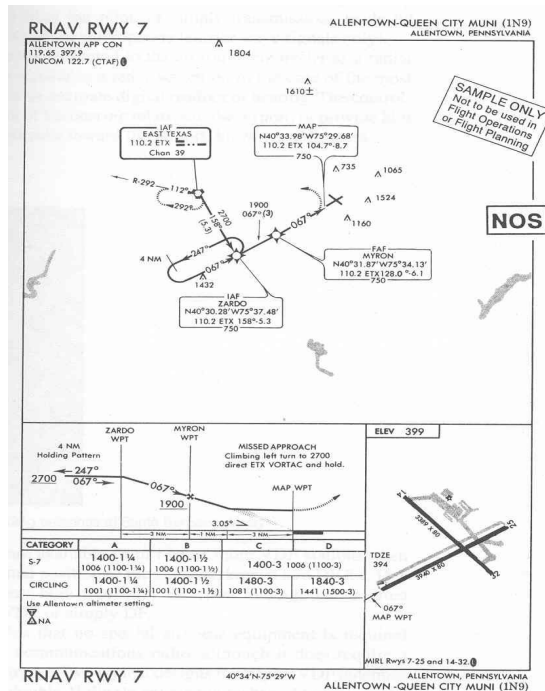 RNAV RWY 7
ALLENTOWN-QUEEN CITY MUNI (1N9)
ALLENTOWN, PENNSYLVANIA
ALLENTOWN APP CON
119.65 397.9
UNICOM 122.7 (CTAF)
1804
1610±
SAMPLE ONLY
Not to be used in
Flight Operations
or Flight Planning
IAF
EAST TEXAS
110.2 ETX
Chan 39
MAP
N40°33.98'W75°29.68'
110.2 ETX 104.7°-8.7
750
735
1065
1524
1160
R-292
112°
292°
2700
158°
(5.3)
1900
067°(3)
067°
NOS
247°
4 NM
067°
1432
FAF
MYRON
N40°31.87'W75°34.13'
110.2 ETX128.0°-6.1
750
IAF
ZARDO
N40°30.28'W75°37.48'
110.2 ETX 158°-5.3
750
ZARDO
WPT
MYRON
WPT
4 NM
Holding Pattern
MISSED APPROACH
Climbing left turn to 2700
direct ETX VORTAC and hold.
247°
2700
067°
067°
1900
MAP WPT
3.05°
3 NM
1 NM
3 NM
ELEV 399
CATEGORY A B C D
S-7 1400-1¼ 1400-1½ 1400-3 1006 (1100-3)
1006 (1100-1¼) 1006 (1100-1½)
CIRCLING 1400-1¼ 1400-1½ 1480-3 1840-3
1001 (1100-1¼) 1001 (1100-1½) 1081 (1100-3) 1441 (1500-3)
Use Allentown altimeter setting.
NA
3389 X 80
25
TDZE
394
3940 X 80
32
067°
MAP WPT
MIRL Rwys 7-25 and 14-32.
RNAV RWY 7
40°34'N-75°29'W
ALLENTOWN, PENNSYLVANIA
ALLENTOWN-QUEEN CITY MUNI (1N9)